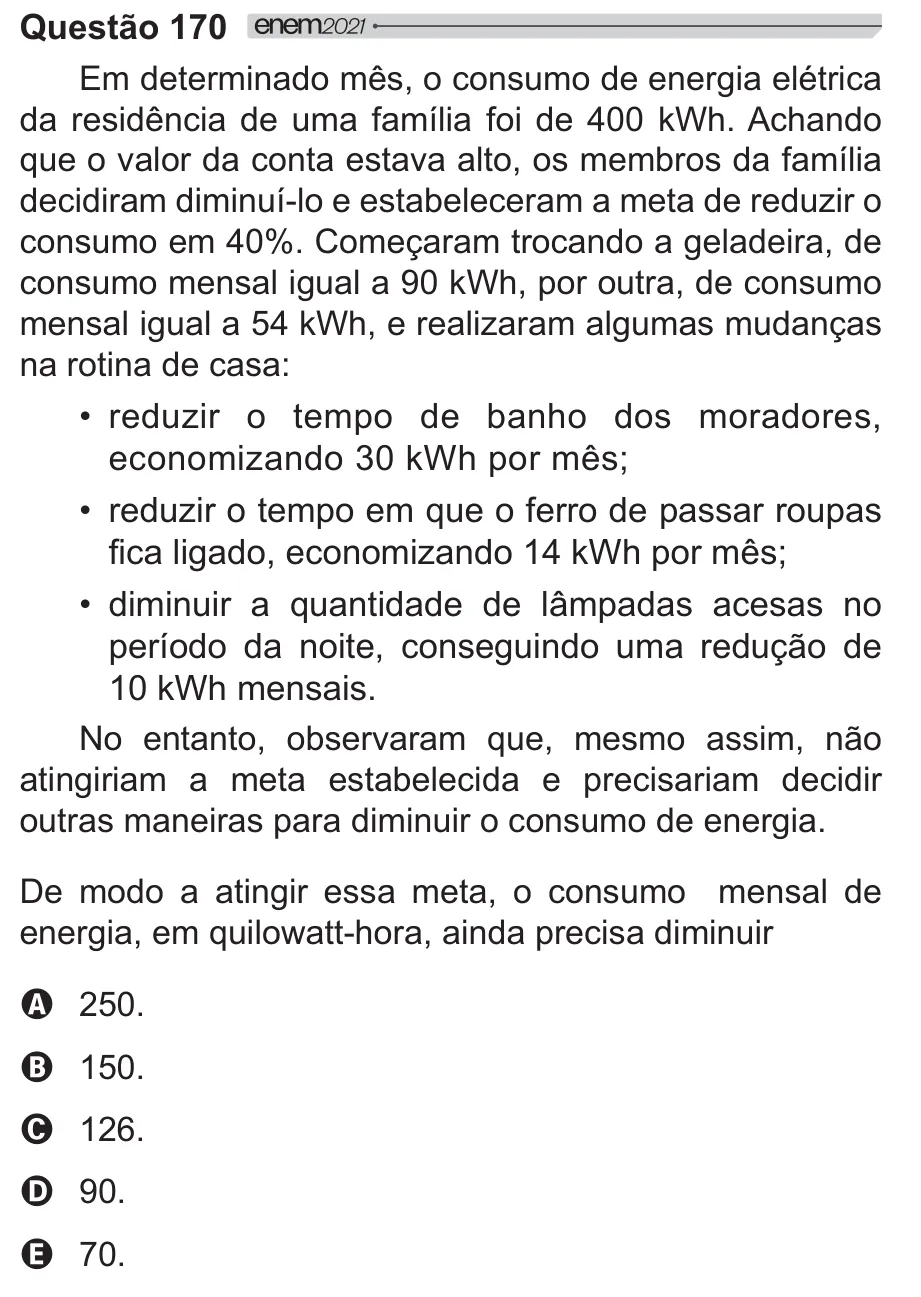 Questão 170 enem2021
Em determinado mês, o consumo de energia elétrica
da residência de uma família foi de 400 kWh. Achando
que o valor da conta estava alto, os membros da família
decidiram diminuí-lo e estabeleceram a meta de reduzir o
consumo em 40%. Começaram trocando a geladeira, de
consumo mensal igual a 90 kWh, por outra, de consumo
mensal igual a 54 kWh, e realizaram algumas mudanças
na rotina de casa:
• reduzir o tempo de banho dos moradores,
economizando 30 kWh por mês;
• reduzir o tempo em que o ferro de passar roupas
fica ligado, economizando 14 kWh por mês;
• diminuir a quantidade de lâmpadas acesas no
período da noite, conseguindo uma redução de
10 kWh mensais.
No entanto, observaram que, mesmo assim, não
atingiriam a meta estabelecida e precisariam decidir
outras maneiras para diminuir o consumo de energia.
De modo a atingir essa meta, o consumo mensal de
energia, em quilowatt-hora, ainda precisa diminuir
A 250.
B 150.
C 126.
D 90.
E 70.